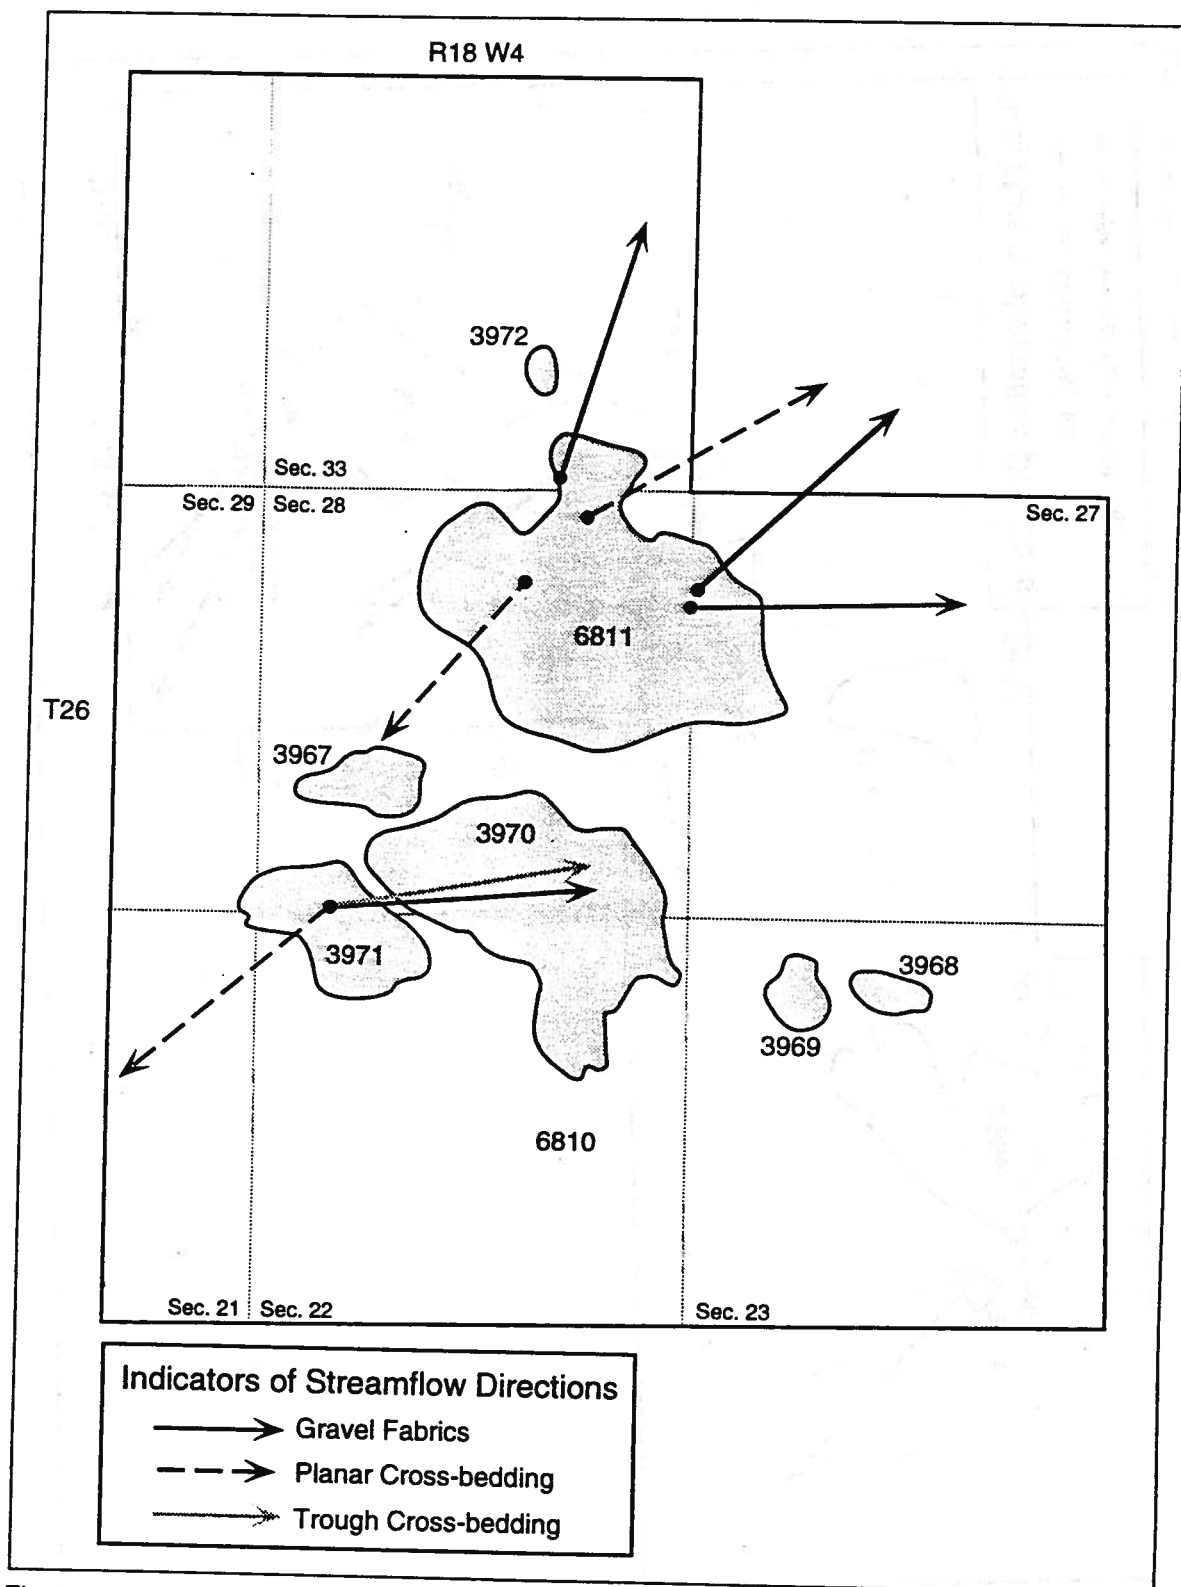 R18 W4
3972
Sec. 33
Sec. 29
Sec. 28
Sec. 27
6811
T26
3967
3970
3971
3968
3969
6810
Sec. 21
Sec. 22
Sec. 23
Indicators of Streamflow Directions
Gravel Fabrics
Planar Cross-bedding
Trough Cross-bedding